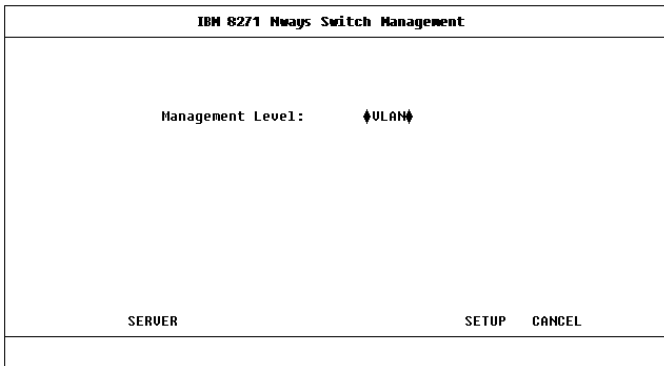 IBM 8271 Nways Switch Management
Management Level: ♦VLAN♦
SERVER SETUP CANCEL